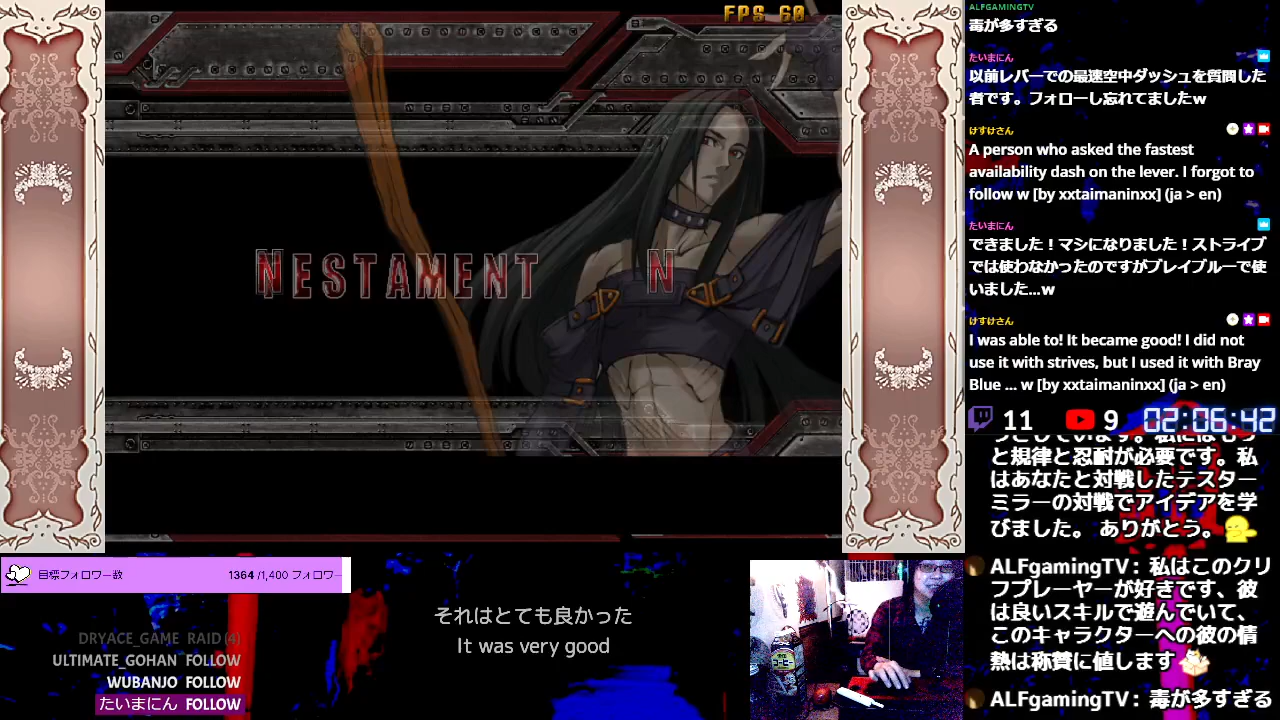 FPS 60
NESTAMENT
N
ALFGAMINGTV
毒が多すぎる
たいまにん
以前レバーでの最速空中ダッシュを質問した
者です。フォローし忘れてましたw
けすけさん
A person who asked the fastest
availability dash on the lever. I forgot to
follow w [by xxtaimaninxx] (ja > en)
たいまにん
できました！マシになりました！ストライブ
では使わなかったのですがブレイブルーで使
いました...w
けすけさん
I was able to! It became good! I did not
use it with strives, but I used it with Bray
Blue ... w [by xxtaimaninxx] (ja > en)
11
9
02:06:42
と規律と忍耐が必要です。私
はあなたと対戦したテスター
ミラーの対戦でアイデアを学
びました。 ありがとう。
ALFgamingTV: 私はこのクリ
フプレーヤーが好きです、彼
は良いスキルで遊んでいて、
このキャラクターへの彼の情
熱は称賛に値します
ALFgamingTV: 毒が多すぎる
目標フォロワー数
1364 /1,400 フォロワー
DRYACE_GAME RAID(4)
ULTIMATE_GOHAN FOLLOW
WUBANJO FOLLOW
たいまにん FOLLOW
それはとても良かった
It was very good